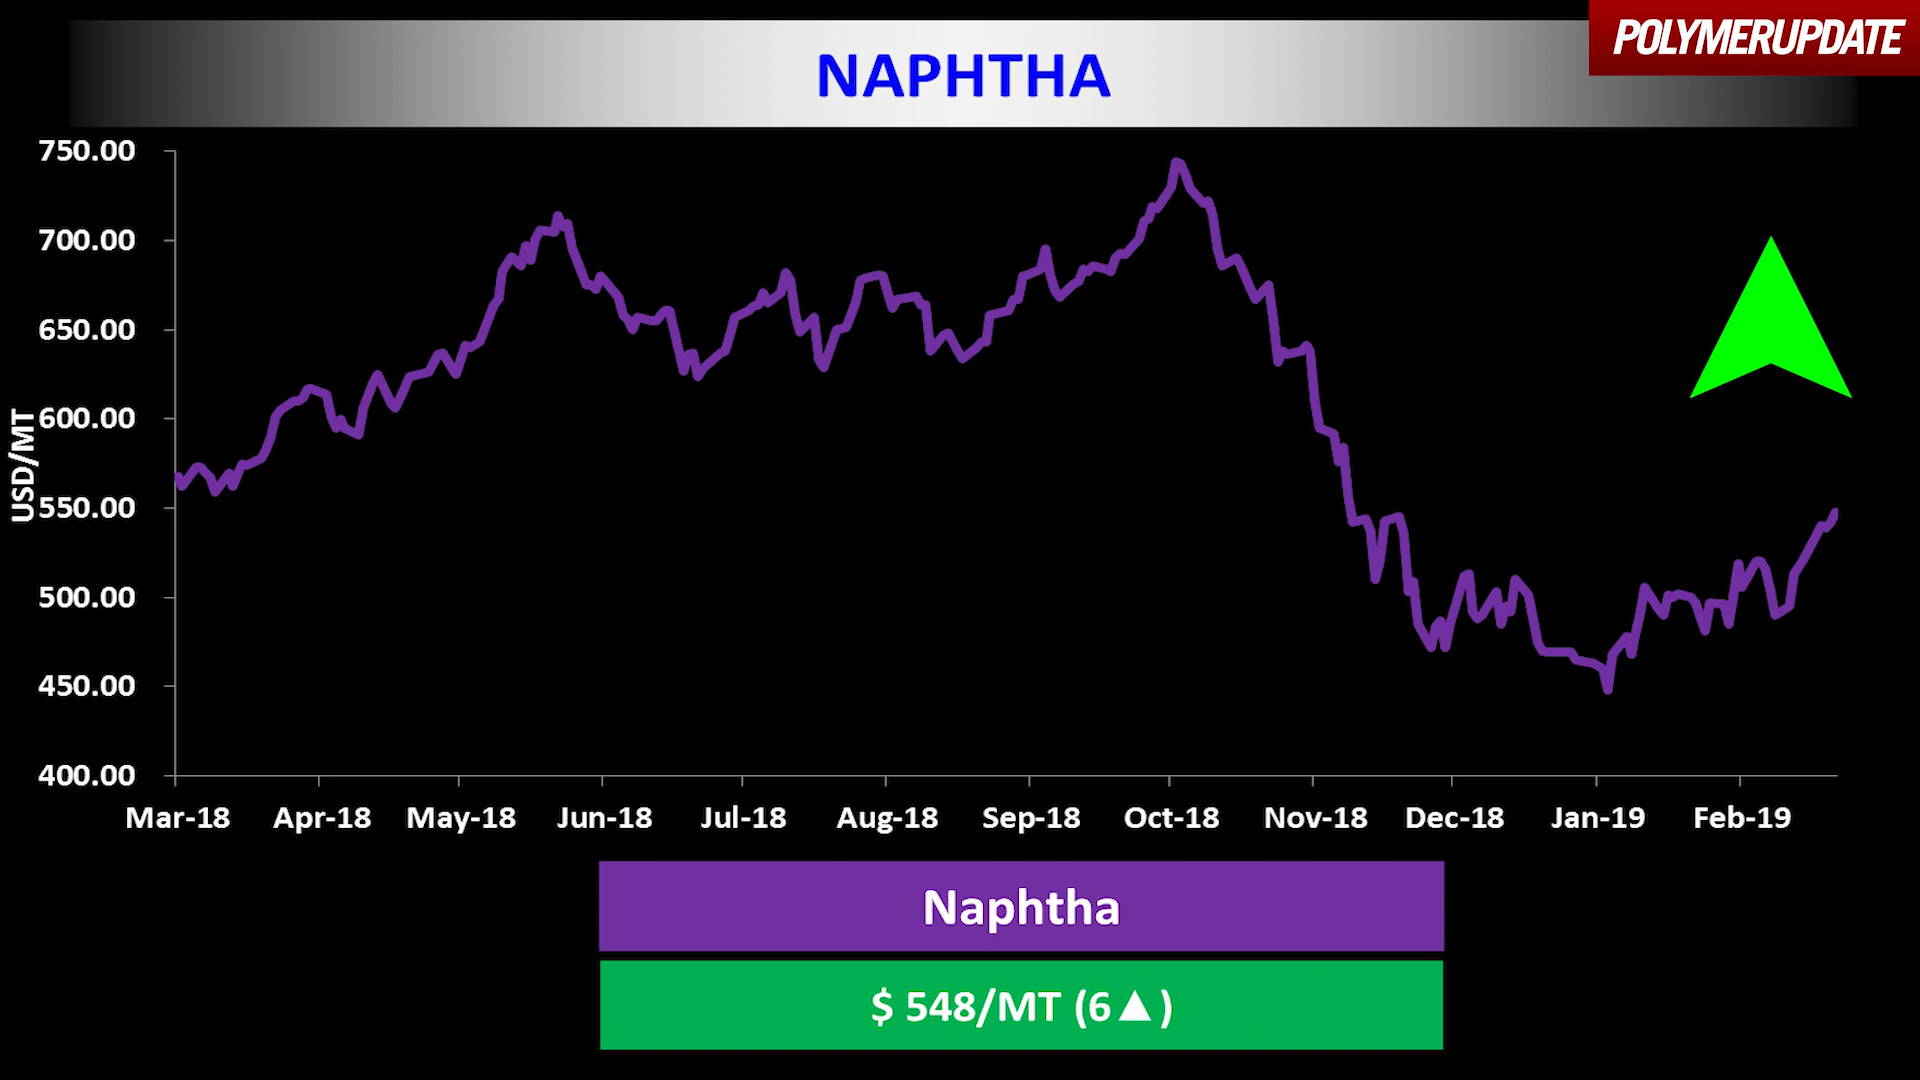 POLYMERUPDATE
NAPHTHA
750.00
700.00
650.00
600.00
550.00
500.00
450.00
400.00
USD/MT
Mar-18 Apr-18 May-18 Jun-18 Jul-18 Aug-18 Sep-18 Oct-18 Nov-18 Dec-18 Jan-19 Feb-19
Naphtha
$ 548/MT (6▲)